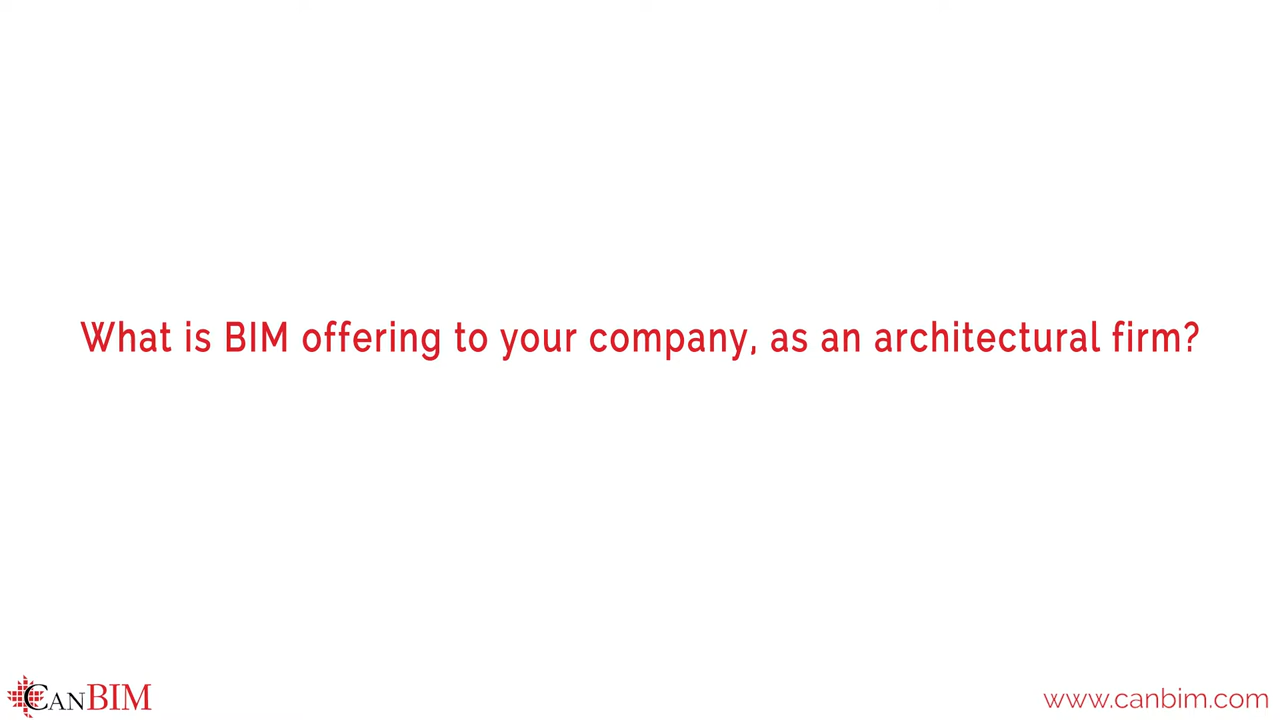 What is BIM offering to your company, as an architectural firm?
CANBIM
www.canbim.com